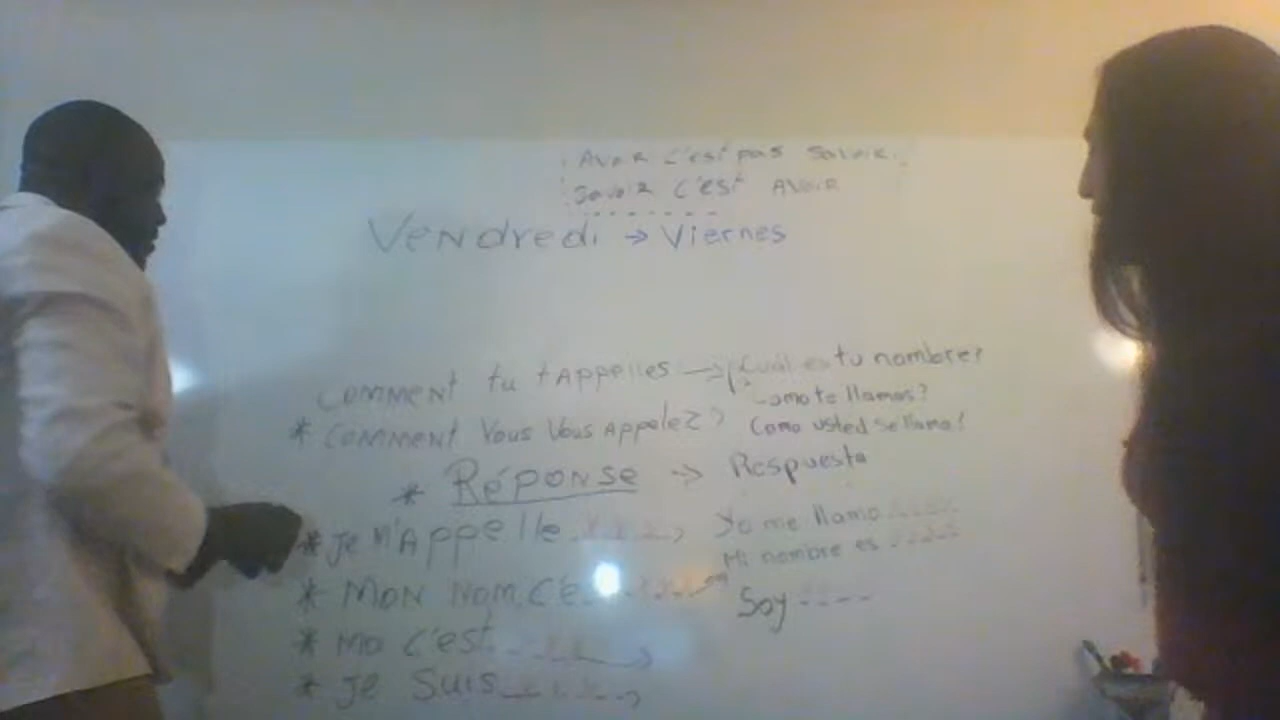 Avoir c'est pas savoir.
Savoir c'est Avoir
Vendredi → Viernes
Comment tu t'Appelles → ¿Cuál es tu nombre?
Como te llamas?
* Comment Vous Vous Appelez? Como usted se llama?
* Réponse → Respuesta
* Je m'Appelle ........ Yo me llamo ........
Mi nombre es ........
* Mon nom, c'e
Soy ----
* Mo c'est
* Je Suis